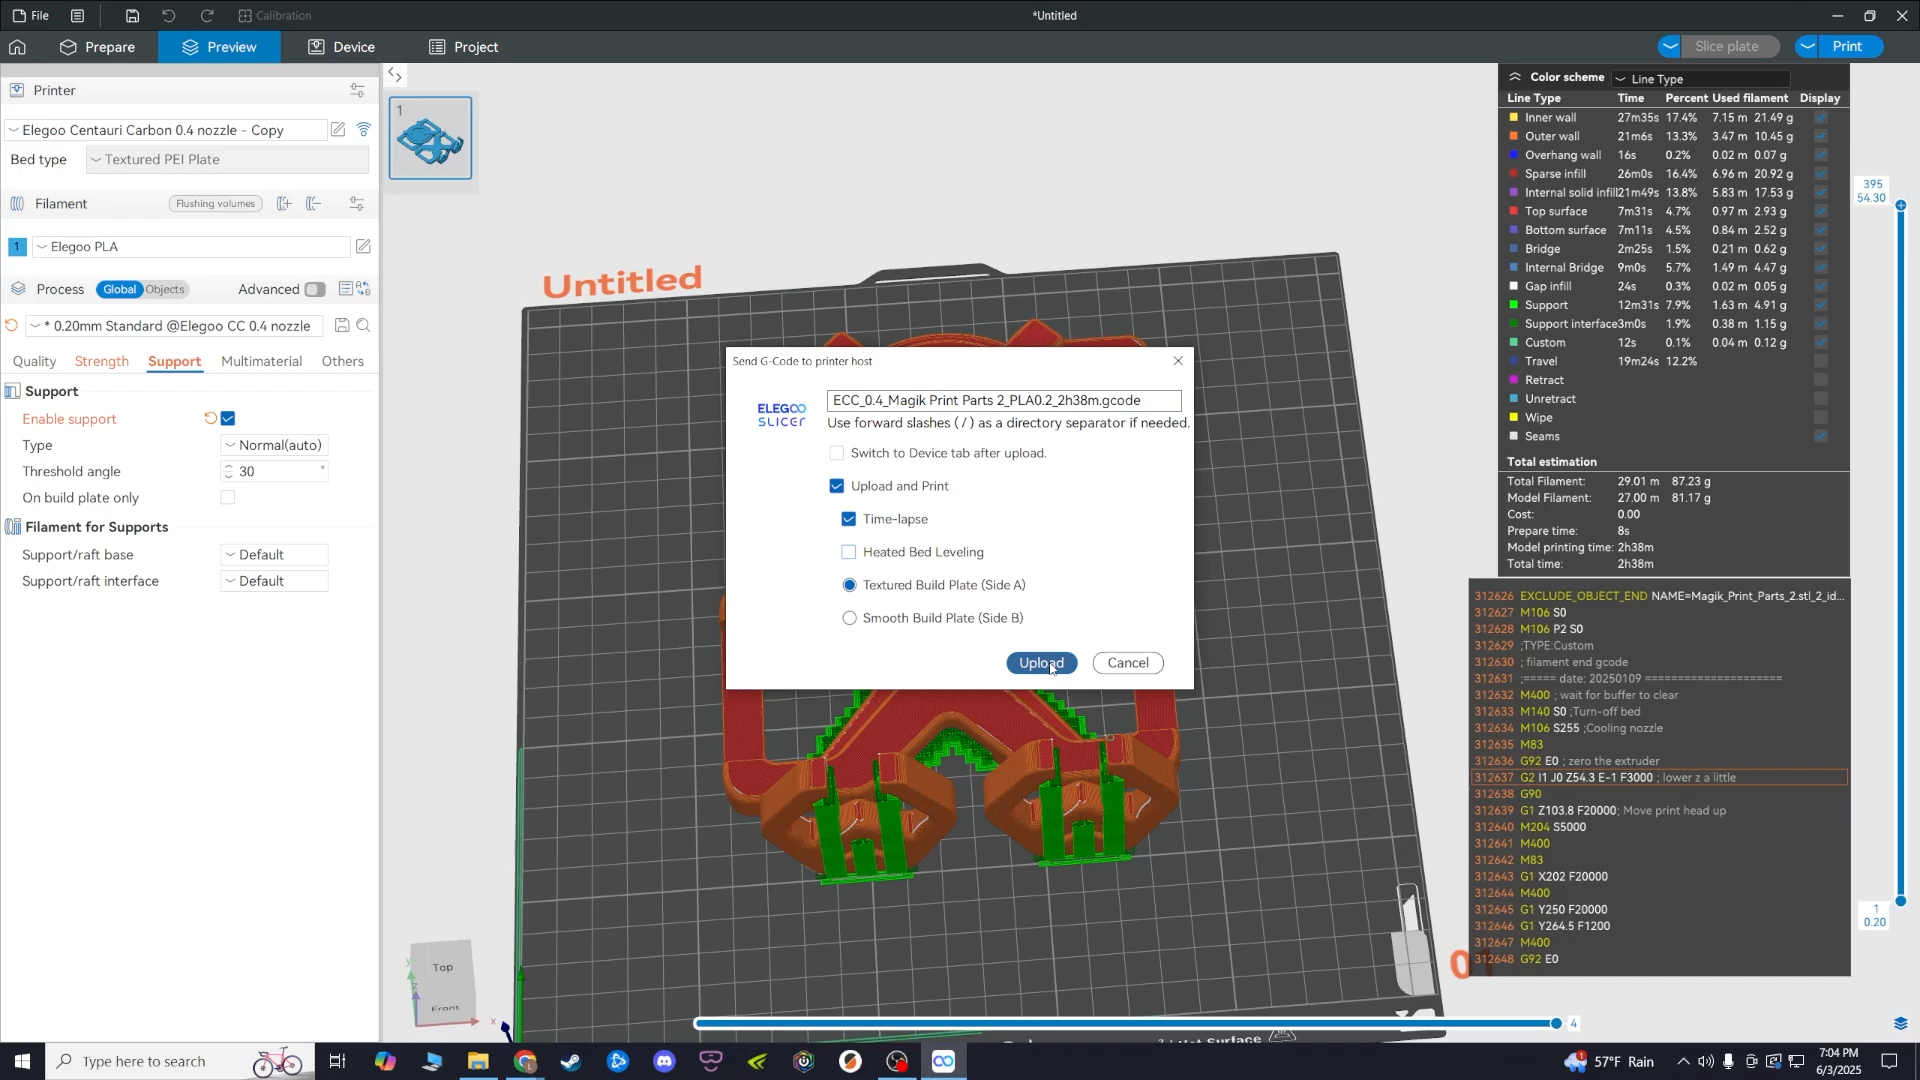 File
Calibration
*Untitled
Prepare
Preview
Device
Project
Slice plate
Print
Printer
Elegoo Centauri Carbon 0.4 nozzle - Copy
Bed type
Textured PEI Plate
Filament
Flushing volumes
1
Elegoo PLA
Process
Global
Objects
Advanced
* 0.20mm Standard @Elegoo CC 0.4 nozzle
Quality
Strength
Support
Multimaterial
Others
Support
Enable support
Type
Normal(auto)
Threshold angle
30
°
On build plate only
Filament for Supports
Support/raft base
Default
Support/raft interface
Default
1
Untitled
Send G-Code to printer host
ELEGOO
SLICER
ECC_0.4_Magik Print Parts 2_PLA0.2_2h38m.gcode
Use forward slashes ( / ) as a directory separator if needed.
Switch to Device tab after upload.
Upload and Print
Time-lapse
Heated Bed Leveling
Textured Build Plate (Side A)
Smooth Build Plate (Side B)
Upload
Cancel
Color scheme
Line Type
Line Type Time Percent Used filament Display
Inner wall 27m35s 17.4% 7.15 m 21.49 g
Outer wall 21m6s 13.3% 3.47 m 10.45 g
Overhang wall 16s 0.2% 0.02 m 0.07 g
Sparse infill 26m0s 16.4% 6.96 m 20.92 g
Internal solid infill 21m49s 13.8% 5.83 m 17.53 g
Top surface 7m31s 4.7% 0.97 m 2.93 g
Bottom surface 7m11s 4.5% 0.84 m 2.52 g
Bridge 2m25s 1.5% 0.21 m 0.62 g
Internal Bridge 9m0s 5.7% 1.49 m 4.47 g
Gap infill 24s 0.3% 0.02 m 0.05 g
Support 12m31s 7.9% 1.63 m 4.91 g
Support interface 3m0s 1.9% 0.38 m 1.15 g
Custom 12s 0.1% 0.04 m 0.12 g
Travel 19m24s 12.2%
Retract
Unretract
Wipe
Seams
Total estimation
Total Filament: 29.01 m 87.23 g
Model Filament: 27.00 m 81.17 g
Cost: 0.00
Prepare time: 8s
Model printing time: 2h38m
Total time: 2h38m
312626 EXCLUDE_OBJECT_END NAME=Magik_Print_Parts_2.stl_2_id...
312627 M106 S0
312628 M106 P2 S0
312629 ;TYPE:Custom
312630 ; filament end gcode
312631 ;===== date: 20250109 =====================
312632 M400 ; wait for buffer to clear
312633 M140 S0 ;Turn-off bed
312634 M106 S255 ;Cooling nozzle
312635 M83
312636 G92 E0 ; zero the extruder
312637 G2 I1 J0 Z54.3 E-1 F3000 ; lower z a little
312638 G90
312639 G1 Z103.8 F20000; Move print head up
312640 M204 S5000
312641 M400
312642 M83
312643 G1 X202 F20000
312644 M400
312645 G1 Y250 F20000
312646 G1 Y264.5 F1200
312647 M400
312648 G92 E0
395
54.30
1
0.20
Top
Front
y
z
x
4
Type here to search
57°F Rain
7:04 PM
6/3/2025